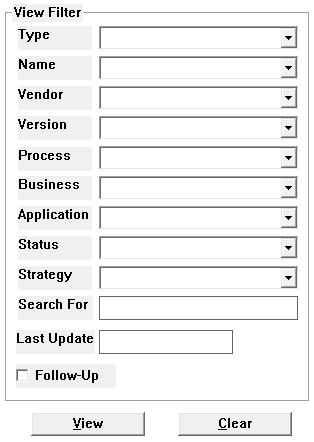 View Filter
Type
Name
Vendor
Version
Process
Business
Application
Status
Strategy
Search For
Last Update
Follow-Up
View Clear